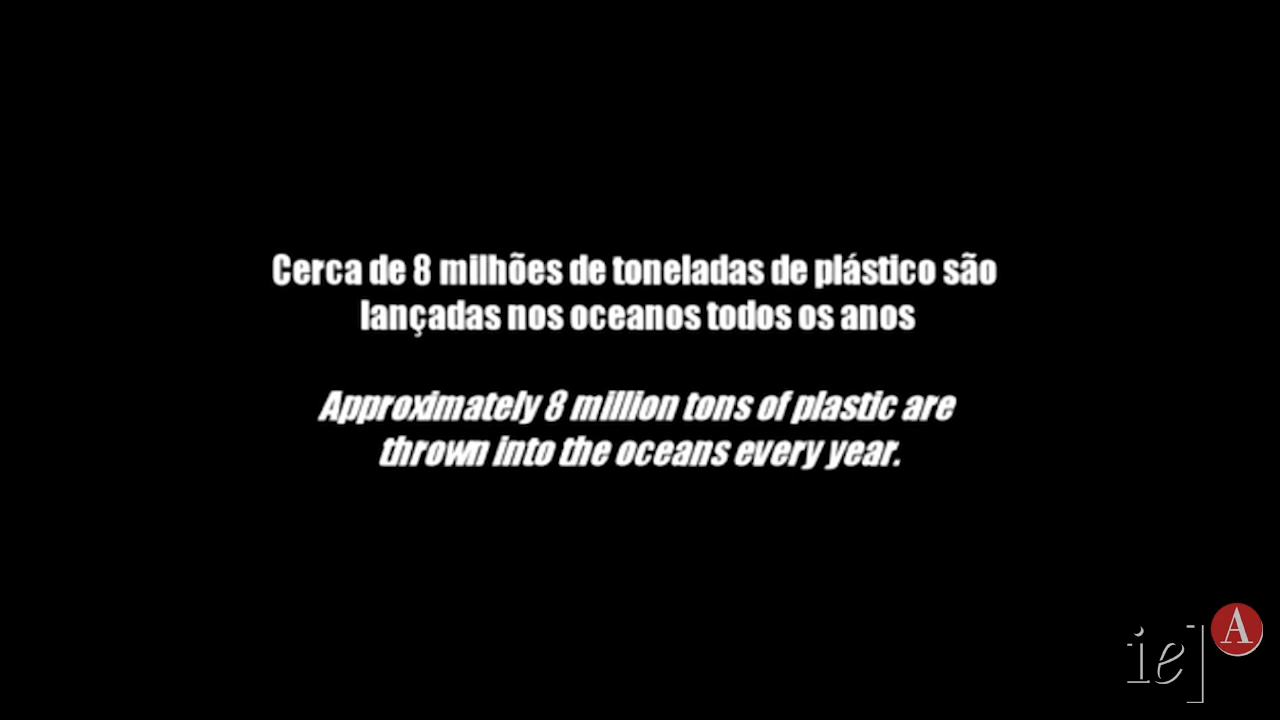 Cerca de 8 milhões de toneladas de plástico são
lançadas nos oceanos todos os anos
Approximately 8 million tons of plastic are
thrown into the oceans every year.
ie] A